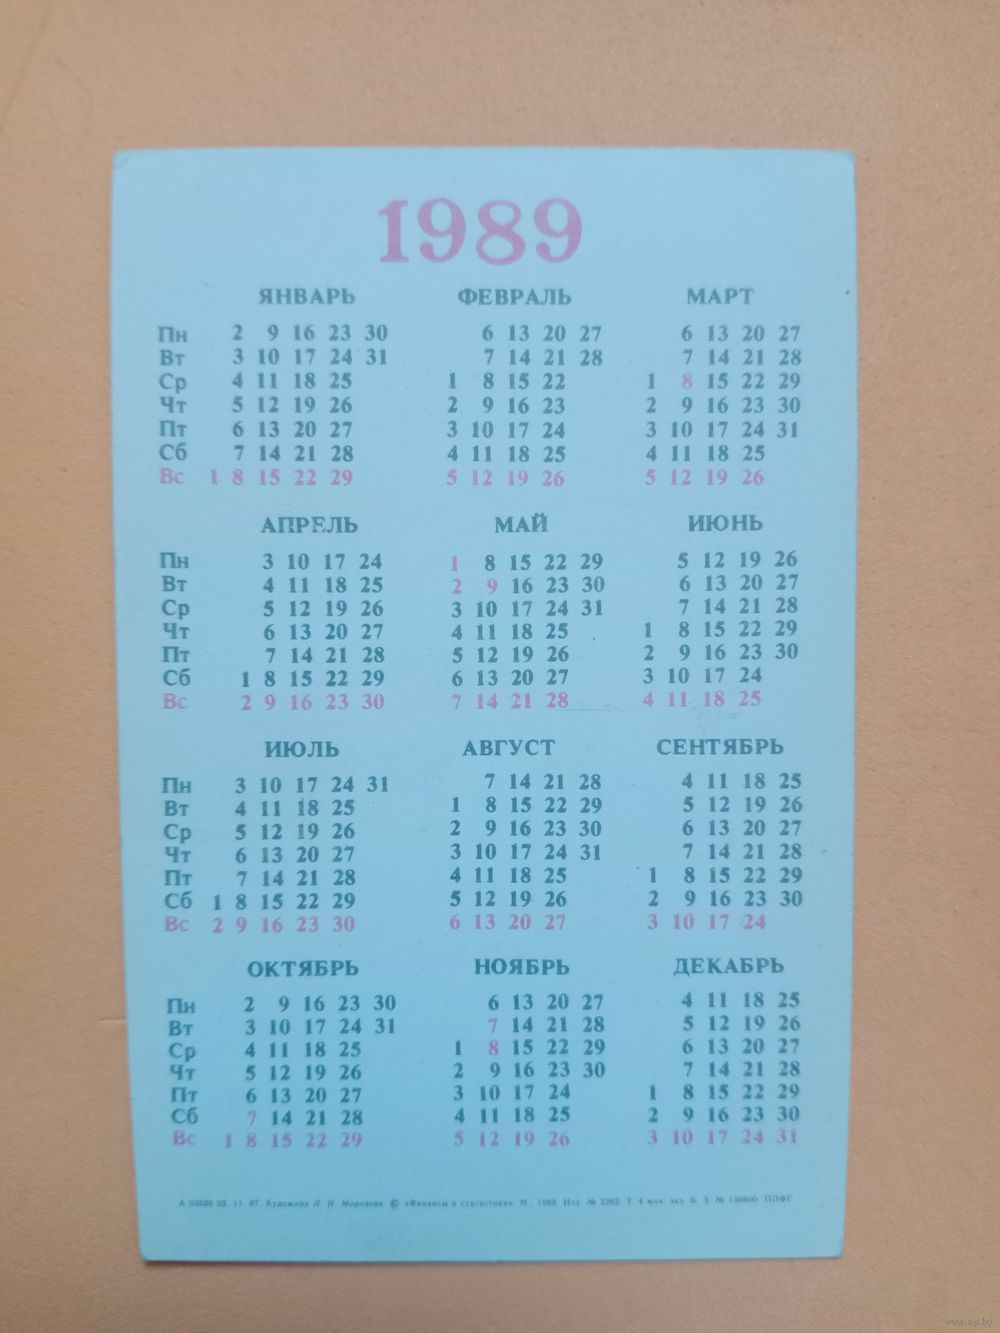 1989
ЯНВАРЬ ФЕВРАЛЬ МАРТ
Пн 2 9 16 23 30 6 13 20 27 6 13 20 27
Вт 3 10 17 24 31 7 14 21 28 7 14 21 28
Ср 4 11 18 25 1 8 15 22 1 8 15 22 29
Чт 5 12 19 26 2 9 16 23 2 9 16 23 30
Пт 6 13 20 27 3 10 17 24 3 10 17 24 31
Сб 7 14 21 28 4 11 18 25 4 11 18 25
Вс 1 8 15 22 29 5 12 19 26 5 12 19 26
АПРЕЛЬ МАЙ ИЮНЬ
Пн 3 10 17 24 1 8 15 22 29 5 12 19 26
Вт 4 11 18 25 2 9 16 23 30 6 13 20 27
Ср 5 12 19 26 3 10 17 24 31 7 14 21 28
Чт 6 13 20 27 4 11 18 25 1 8 15 22 29
Пт 7 14 21 28 5 12 19 26 2 9 16 23 30
Сб 1 8 15 22 29 6 13 20 27 3 10 17 24
Вс 2 9 16 23 30 7 14 21 28 4 11 18 25
ИЮЛЬ АВГУСТ СЕНТЯБРЬ
Пн 3 10 17 24 31 7 14 21 28 4 11 18 25
Вт 4 11 18 25 1 8 15 22 29 5 12 19 26
Ср 5 12 19 26 2 9 16 23 30 6 13 20 27
Чт 6 13 20 27 3 10 17 24 31 7 14 21 28
Пт 7 14 21 28 4 11 18 25 1 8 15 22 29
Сб 1 8 15 22 29 5 12 19 26 2 9 16 23 30
Вс 2 9 16 23 30 6 13 20 27 3 10 17 24
ОКТЯБРЬ НОЯБРЬ ДЕКАБРЬ
Пн 2 9 16 23 30 6 13 20 27 4 11 18 25
Вт 3 10 17 24 31 7 14 21 28 5 12 19 26
Ср 4 11 18 25 1 8 15 22 29 6 13 20 27
Чт 5 12 19 26 2 9 16 23 30 7 14 21 28
Пт 6 13 20 27 3 10 17 24 1 8 15 22 29
Сб 7 14 21 28 4 11 18 25 2 9 16 23 30
Вс 1 8 15 22 29 5 12 19 26 3 10 17 24 31
А 03526 02. 11. 87. Художник Л. Н. Морозова © «Финансы и статистика». М., 1988. Изд. № 2262. Т. 4 млн. экз. Б. З. № 136600. ППФГ.
www.ay.by